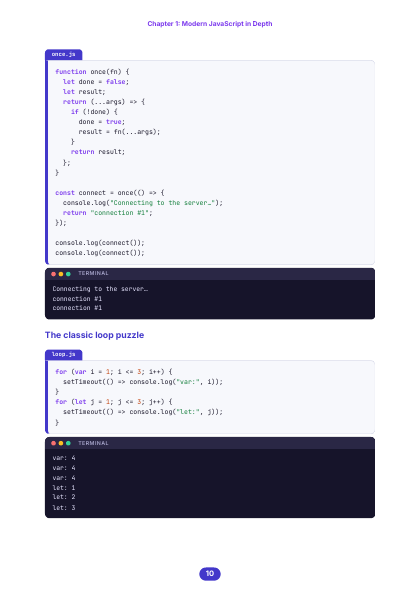 Chapter 1: Modern JavaScript in Depth
once.js
function once(fn) {
  let done = false;
  let result;
  return (...args) => {
    if (!done) {
      done = true;
      result = fn(...args);
    }
    return result;
  };
}

const connect = once(() => {
  console.log("Connecting to the server…");
  return "connection #1";
});

console.log(connect());
console.log(connect());
TERMINAL
Connecting to the server…
connection #1
connection #1
The classic loop puzzle
loop.js
for (var i = 1; i <= 3; i++) {
  setTimeout(() => console.log("var:", i));
}
for (let j = 1; j <= 3; j++) {
  setTimeout(() => console.log("let:", j));
}
TERMINAL
var: 4
var: 4
var: 4
let: 1
let: 2
let: 3
10